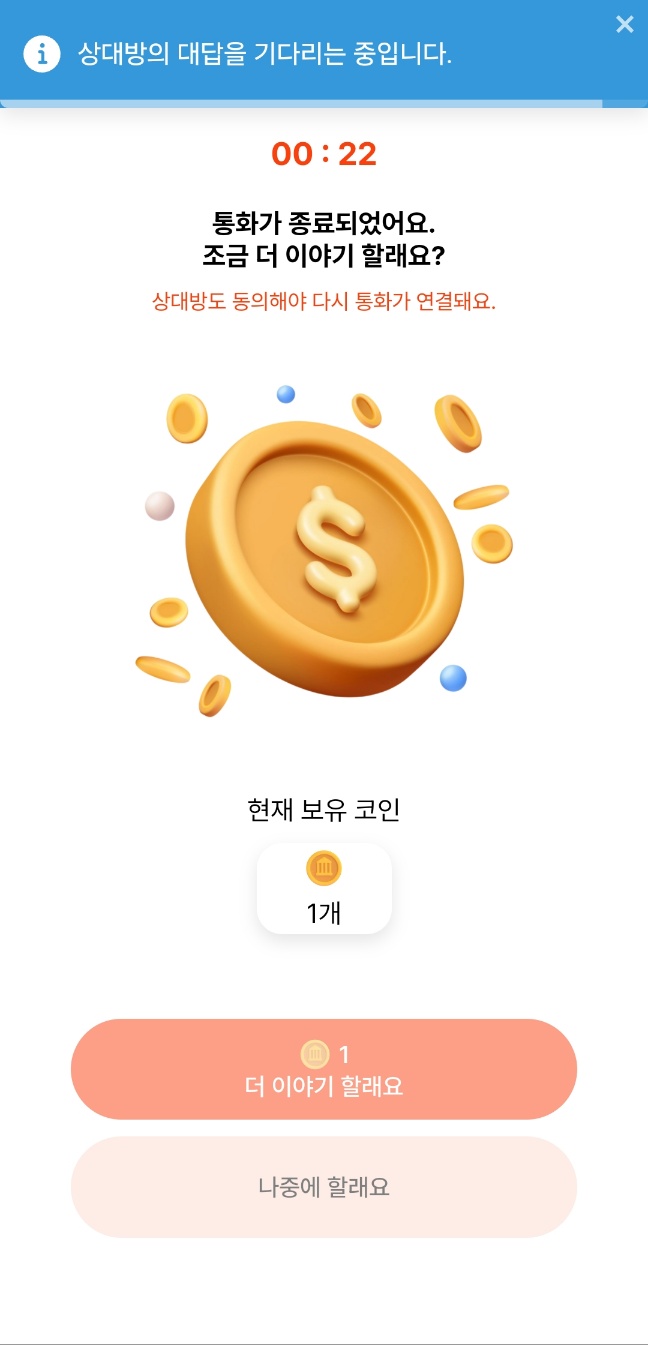 상대방의 대답을 기다리는 중입니다.
00 : 22
통화가 종료되었어요.
조금 더 이야기 할래요?
상대방도 동의해야 다시 통화가 연결돼요.
현재 보유 코인
1개
1
더 이야기 할래요
나중에 할래요